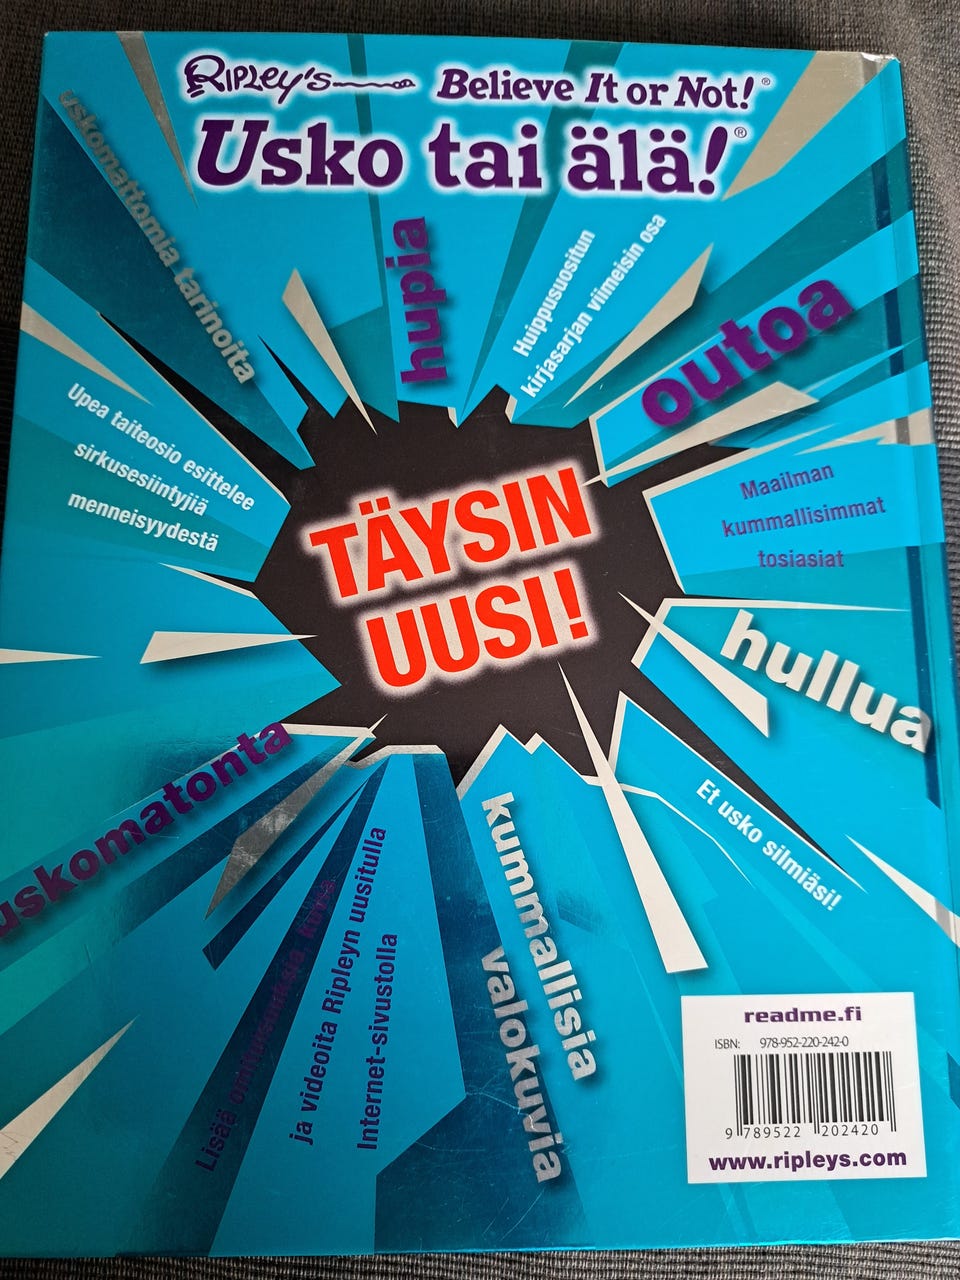 Ripley's Believe It or Not!®
Usko tai älä!®
uskomattomia tarinoita
hupia
Huippusuositun
kirjasarjan viimeisin osa
outoa
Upea taiteosio esittelee
sirkusesiintyjiä
menneisyydestä
TÄYSIN
UUSI!
Maailman
kummallisimmat
tosiasiat
hullua
uskomatonta
Et usko silmiäsi!
kummallisia
valokuvia
Lisää
ja videoita Ripleyn uusitulla
Internet-sivustolla
readme.fi
ISBN: 978-952-220-242-0
9 789522 202420
www.ripleys.com